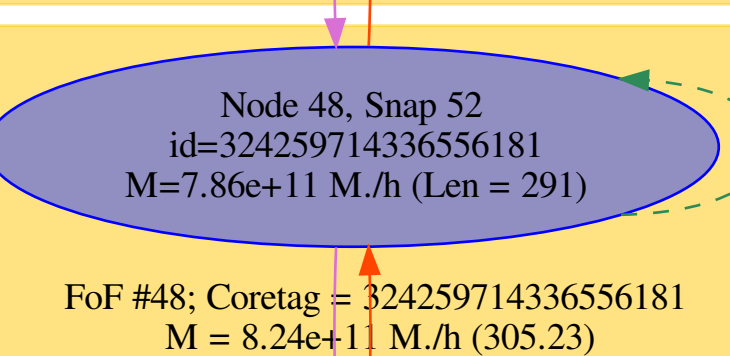 Node 48, Snap 52
id=324259714336556181
M=7.86e+11 M./h (Len = 291)
FoF #48; Coretag = 324259714336556181
M = 8.24e+11 M./h (305.23)